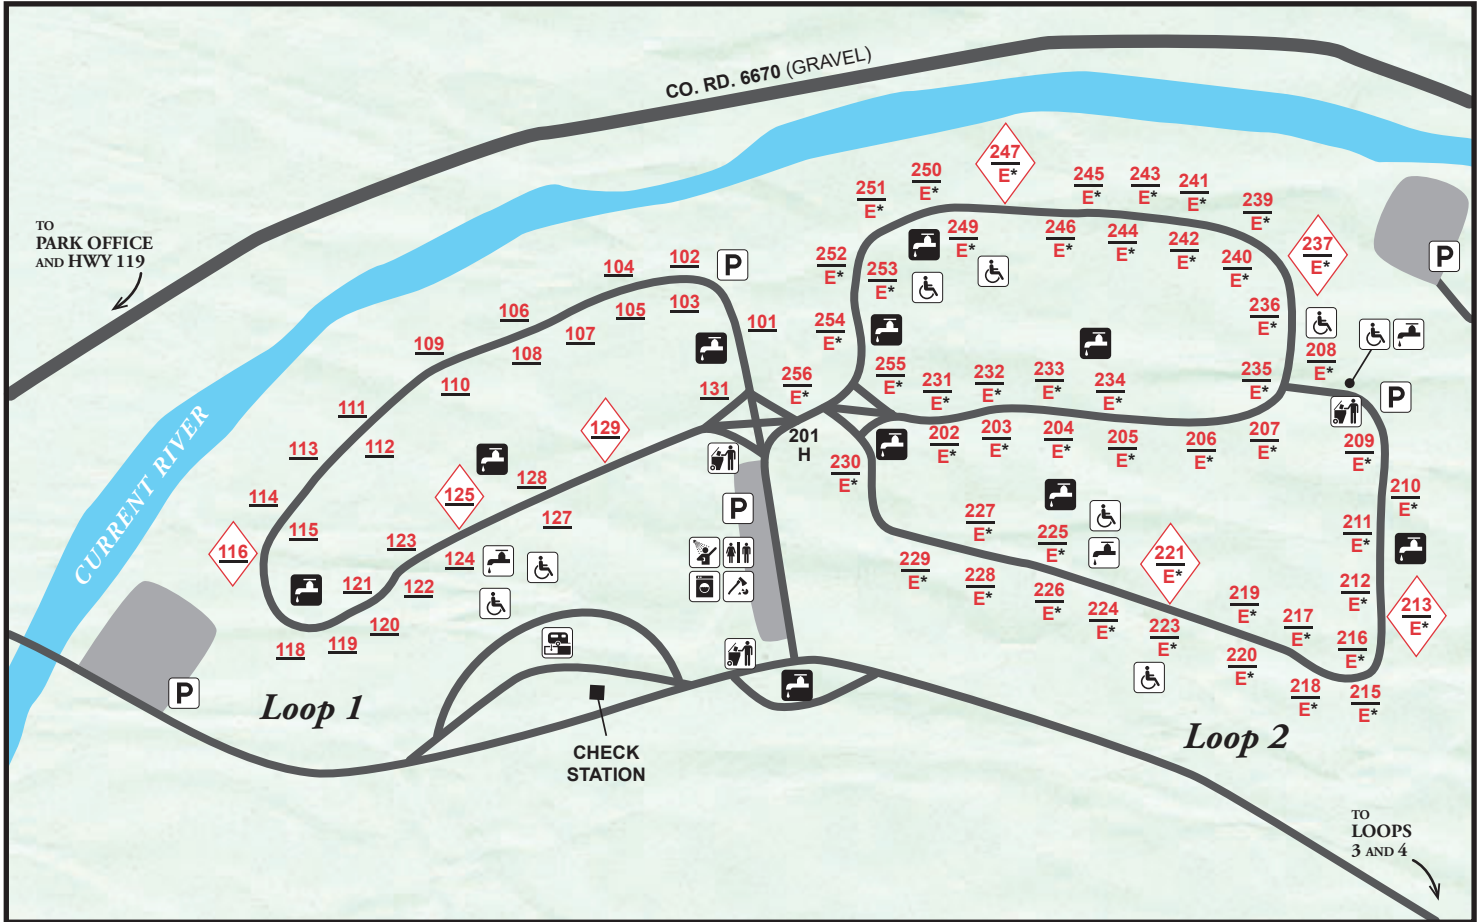 CO. RD. 6670 (GRAVEL)
TO
PARK OFFICE
AND HWY 119
CURRENT RIVER
104
102
P
106
105
103
101
109
108
107
110
131
111
129
113
112
114
125
128
116
115
123
127
124
121
122
120
118
119
P
Loop 1
CHECK
STATION
P
256
E*
201
H
247
E*
250
E*
251
E*
245
E*
243
E*
241
E*
239
E*
249
E*
246
E*
244
E*
242
E*
240
E*
237
E*
P
252
E*
253
E*
236
E*
254
E*
208
E*
255
E*
231
E*
232
E*
233
E*
234
E*
235
E*
P
202
E*
203
E*
204
E*
205
E*
206
E*
207
E*
209
E*
230
E*
210
E*
227
E*
225
E*
211
E*
229
E*
228
E*
226
E*
221
E*
212
E*
224
E*
223
E*
219
E*
217
E*
213
E*
216
E*
220
E*
218
E*
215
E*
Loop 2
TO
LOOPS
3 AND 4